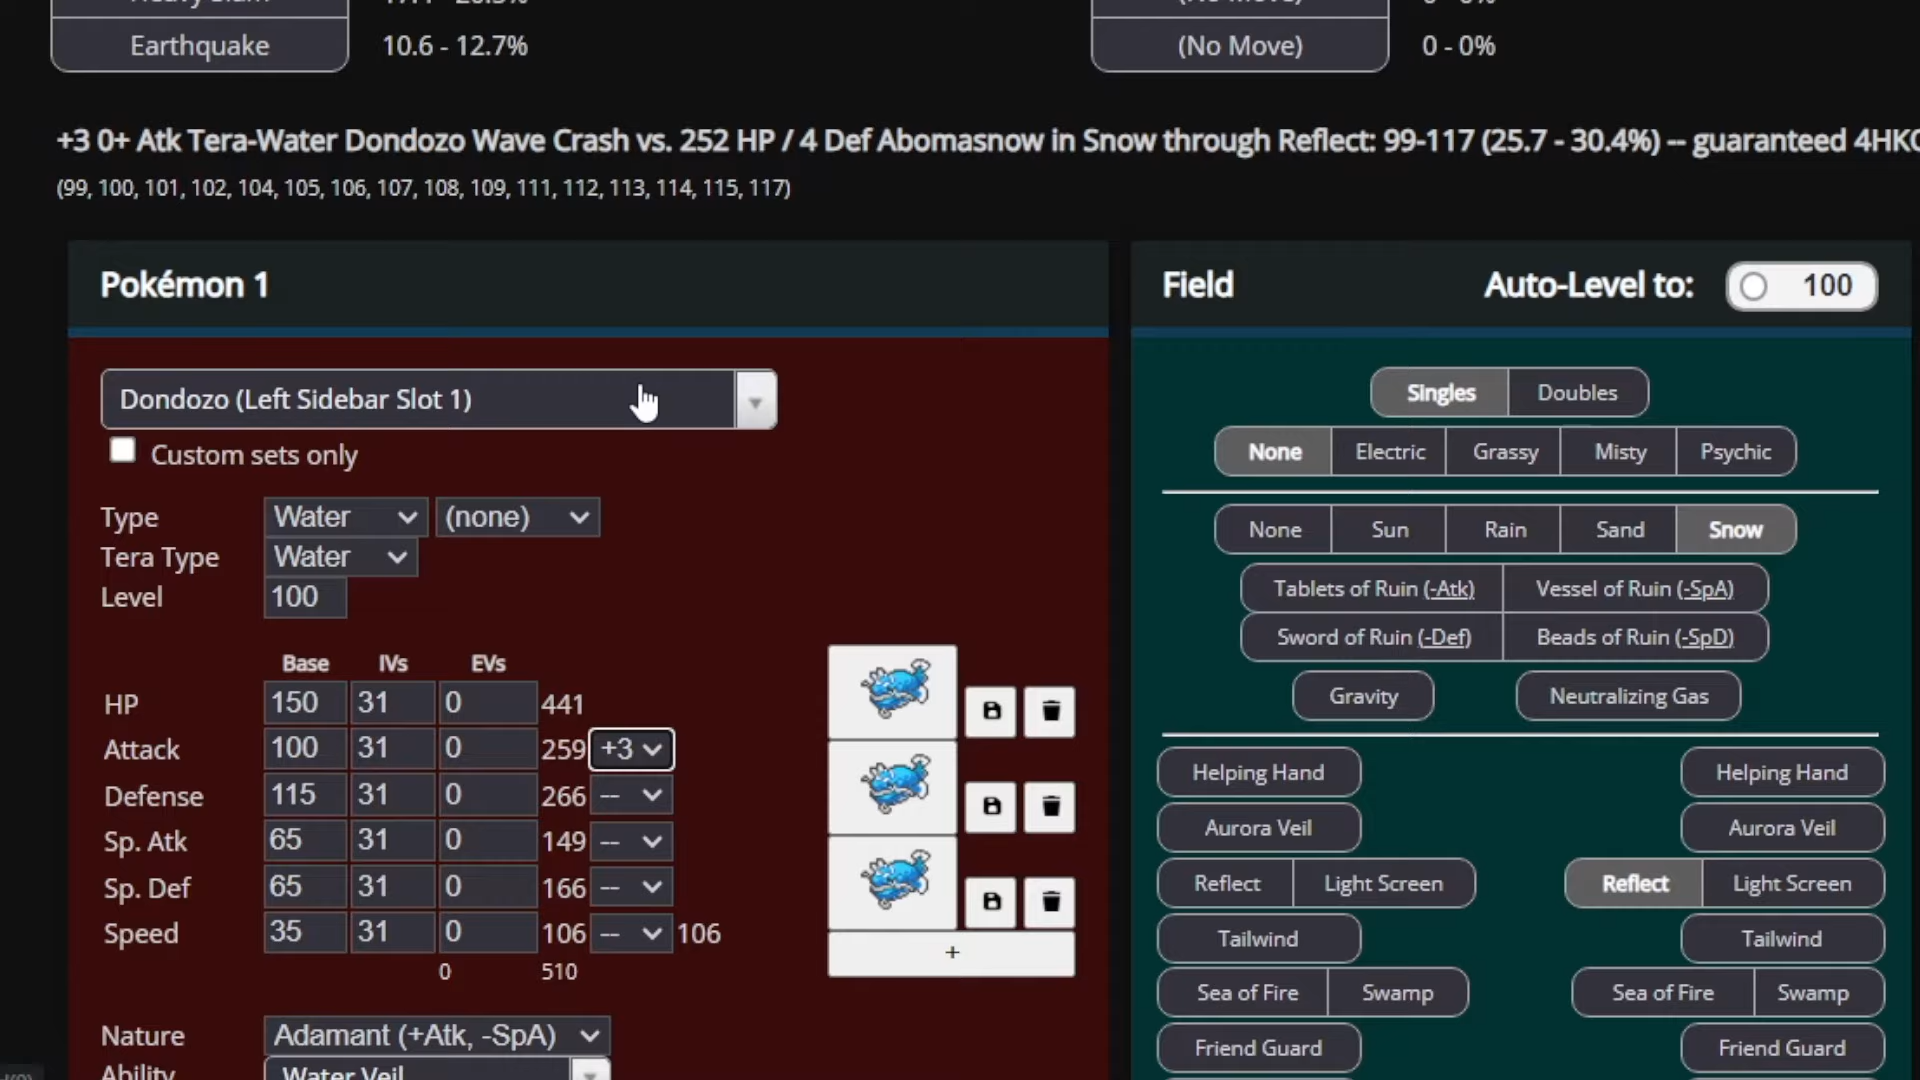 Earthquake 10.6 - 12.7% (No Move) 0 - 0%
+3 0+ Atk Tera-Water Dondozo Wave Crash vs. 252 HP / 4 Def Abomasnow in Snow through Reflect: 99-117 (25.7 - 30.4%) -- guaranteed 4HKO
(99, 100, 101, 102, 104, 105, 106, 107, 108, 109, 111, 112, 113, 114, 115, 117)
Pokémon 1
Dondozo (Left Sidebar Slot 1)
Custom sets only
Type Water (none)
Tera Type Water
Level 100
Base IVs EVs
HP 150 31 0 441
Attack 100 31 0 259 +3
Defense 115 31 0 266 --
Sp. Atk 65 31 0 149 --
Sp. Def 65 31 0 166 --
Speed 35 31 0 106 -- 106
0 510
+
Nature Adamant (+Atk, -SpA)
Ability Water Veil
Field Auto-Level to: 100
Singles Doubles
None Electric Grassy Misty Psychic
None Sun Rain Sand Snow
Tablets of Ruin (-Atk) Vessel of Ruin (-SpA)
Sword of Ruin (-Def) Beads of Ruin (-SpD)
Gravity Neutralizing Gas
Helping Hand Helping Hand
Aurora Veil Aurora Veil
Reflect Light Screen Reflect Light Screen
Tailwind Tailwind
Sea of Fire Swamp Sea of Fire Swamp
Friend Guard Friend Guard